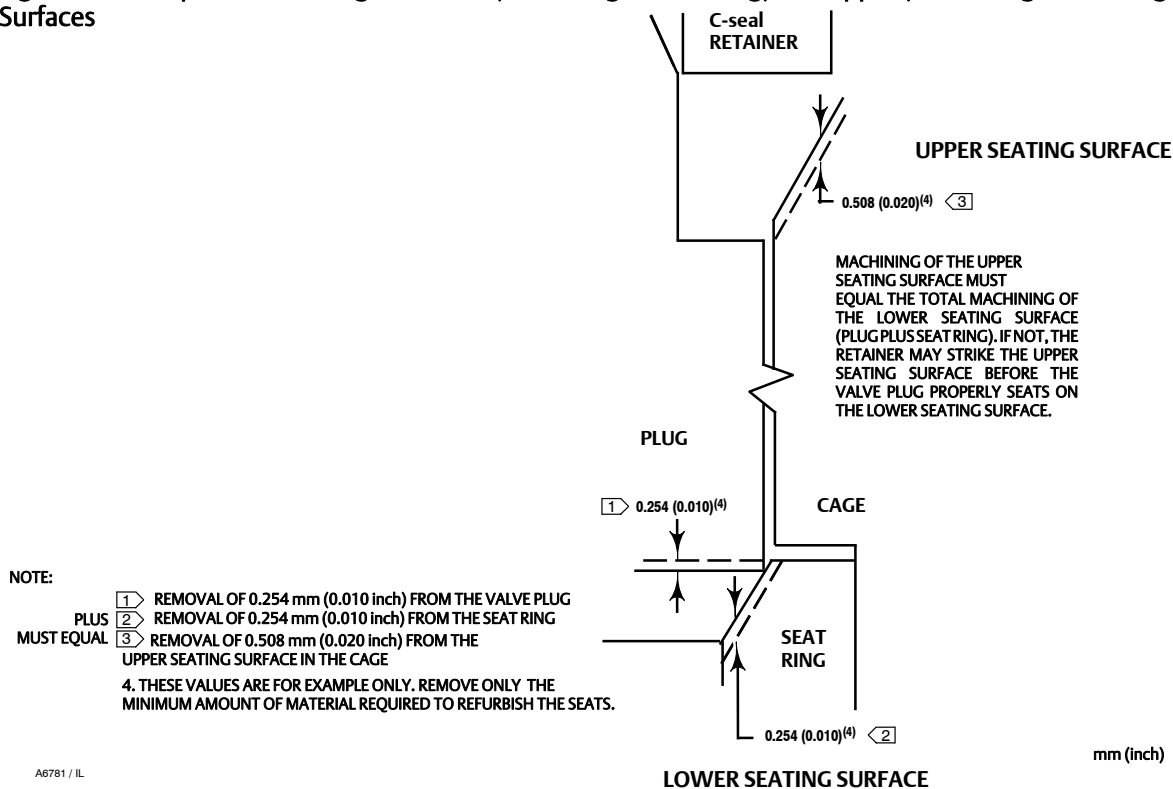 Surfaces
C-seal
RETAINER
UPPER SEATING SURFACE
0.508 (0.020)(4) 3
MACHINING OF THE UPPER
SEATING SURFACE MUST
EQUAL THE TOTAL MACHINING OF
THE LOWER SEATING SURFACE
(PLUG PLUS SEAT RING). IF NOT, THE
RETAINER MAY STRIKE THE UPPER
SEATING SURFACE BEFORE THE
VALVE PLUG PROPERLY SEATS ON
THE LOWER SEATING SURFACE.
PLUG
1 0.254 (0.010)(4)
CAGE
NOTE:
1 REMOVAL OF 0.254 mm (0.010 inch) FROM THE VALVE PLUG
PLUS 2 REMOVAL OF 0.254 mm (0.010 inch) FROM THE SEAT RING
MUST EQUAL 3 REMOVAL OF 0.508 mm (0.020 inch) FROM THE
UPPER SEATING SURFACE IN THE CAGE
4. THESE VALUES ARE FOR EXAMPLE ONLY. REMOVE ONLY THE
MINIMUM AMOUNT OF MATERIAL REQUIRED TO REFURBISH THE SEATS.
SEAT
RING
0.254 (0.010)(4) 2
mm (inch)
A6781 / IL
LOWER SEATING SURFACE